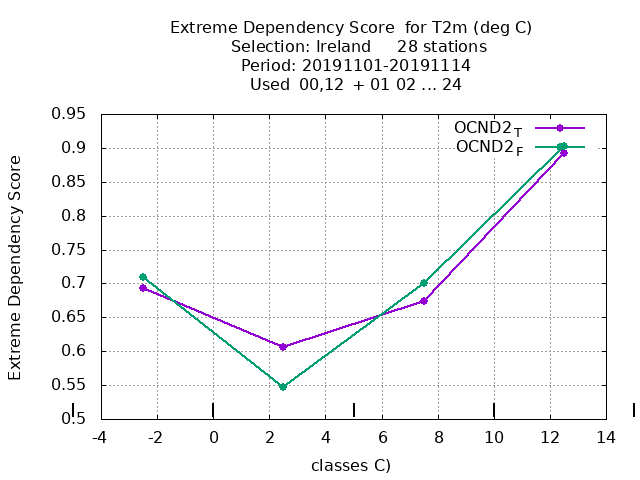 Extreme Dependency Score  for T2m (deg C)
Selection: Ireland     28 stations
Period: 20191101-20191114
Used  00,12  + 01 02 ... 24
0.95
0.9
0.85
0.8
0.75
0.7
0.65
0.6
0.55
0.5
Extreme Dependency Score
OCND2T
OCND2F
-4 -2 0 2 4 6 8 10 12 14
classes C)